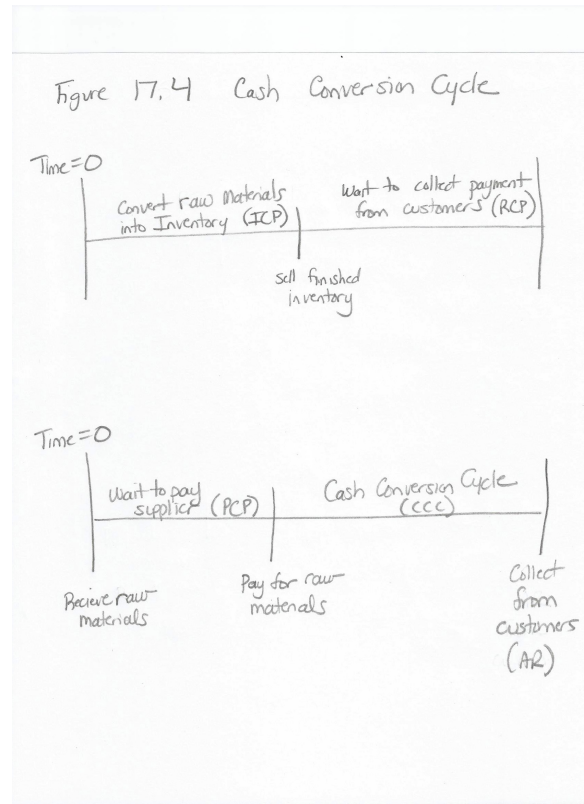 Figure 17.4 Cash Conversion Cycle
Time=0
Convert raw Materials
into Inventory (ICP)
Wait to collect payment
from customers (RCP)
Sell finished
inventory
Time=0
Wait to pay
supplier (PCP)
Cash Conversion Cycle
(CCC)
Recieve raw
materials
Pay for raw
materials
Collect
from
customers
(AR)